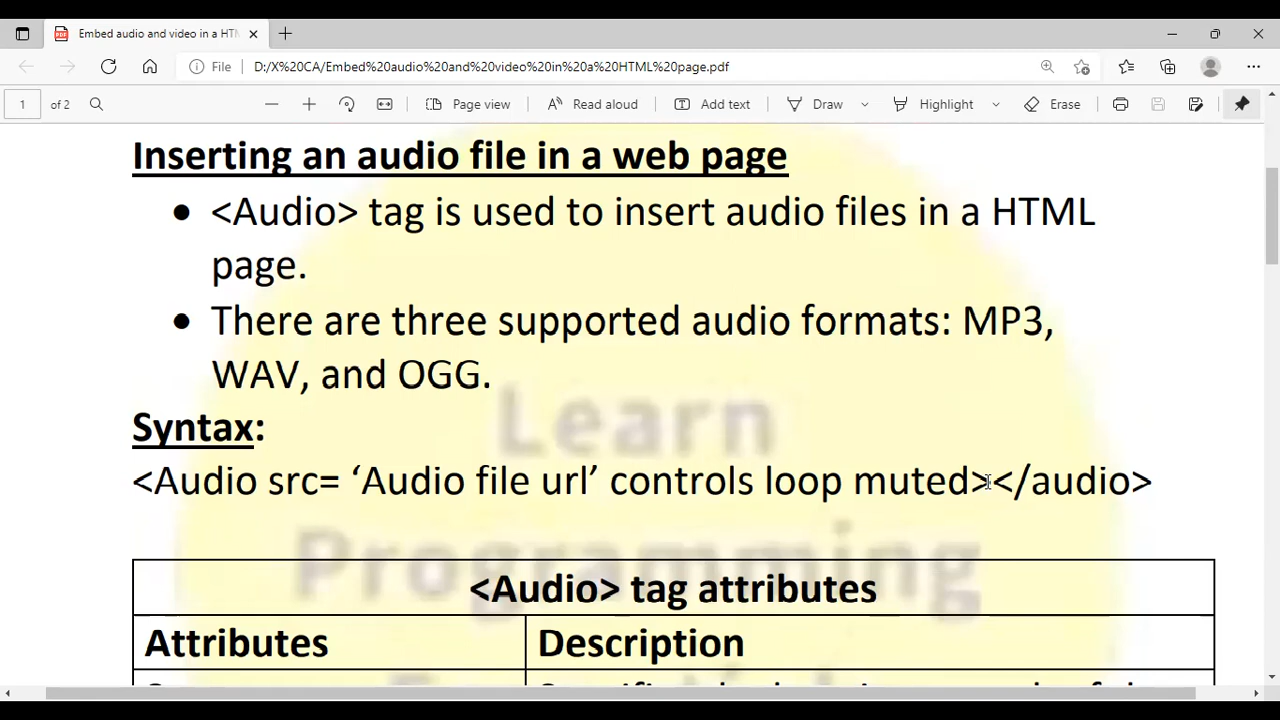 Embed audio and video in a HT
File
D:/X%20CA/Embed%20audio%20and%20video%20in%20a%20HTML%20page.pdf
1 of 2
Page view
Read aloud
Add text
Draw
Highlight
Erase
Inserting an audio file in a web page
• <Audio> tag is used to insert audio files in a HTML
page.
• There are three supported audio formats: MP3,
WAV, and OGG.
Syntax:
<Audio src= ‘Audio file url’ controls loop muted></audio>
<Audio> tag attributes
Attributes Description
Learn
Programming